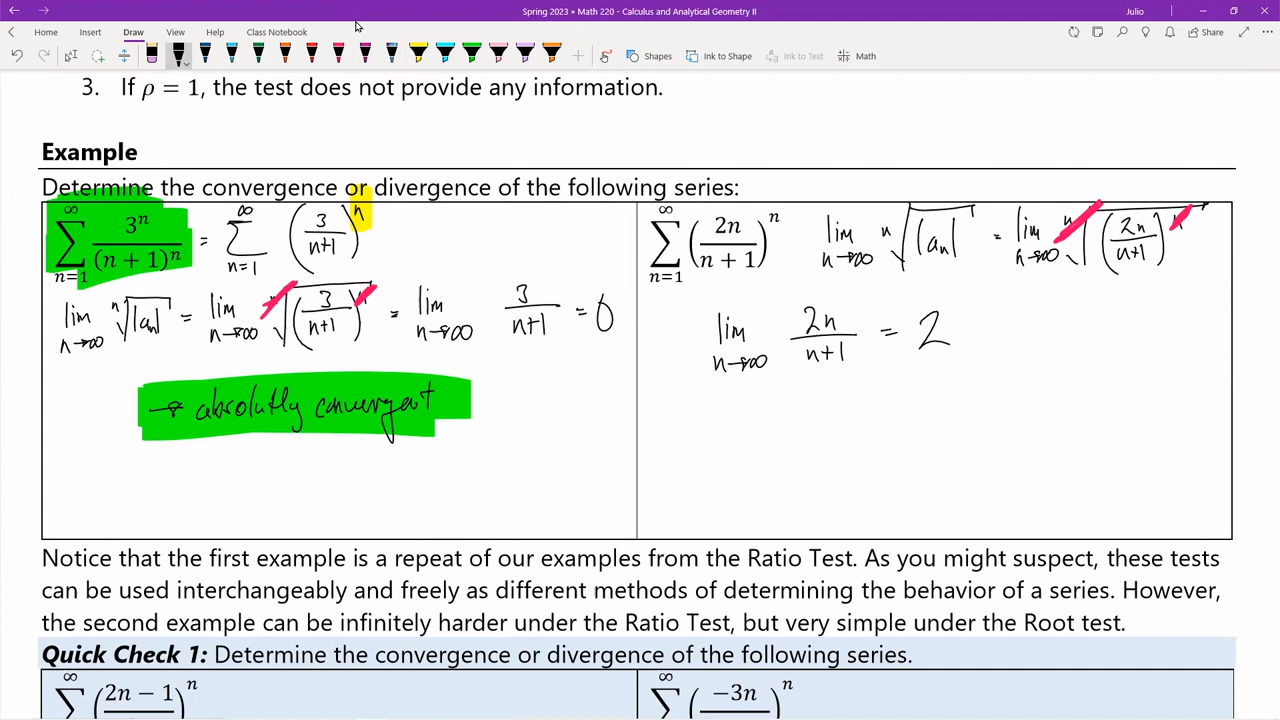 Spring 2023 » Math 220 - Calculus and Analytical Geometry II
Julio
Home Insert Draw View Help Class Notebook
Share
Shapes Ink to Shape Ink to Text Math
3. If ρ = 1, the test does not provide any information.
Example
Determine the convergence or divergence of the following series:
∑_{n=1}^{∞} 3^n/(n + 1)^n = ∑_{n=1}^{∞} (3/(n+1))^n
lim_{n→∞} ⁿ√|a_n| = lim_{n→∞} ⁿ√(3/(n+1))^n = lim_{n→∞} 3/(n+1) = 0
→ absolutly convergent
∑_{n=1}^{∞} (2n/(n + 1))^n lim_{n→∞} ⁿ√|a_n| = lim_{n→∞} ⁿ√(2n/(n+1))^n
lim_{n→∞} 2n/(n+1) = 2
Notice that the first example is a repeat of our examples from the Ratio Test. As you might suspect, these tests
can be used interchangeably and freely as different methods of determining the behavior of a series. However,
the second example can be infinitely harder under the Ratio Test, but very simple under the Root test.
Quick Check 1: Determine the convergence or divergence of the following series.
∑^{∞} (2n − 1)^n
∑^{∞} (−3n)^n